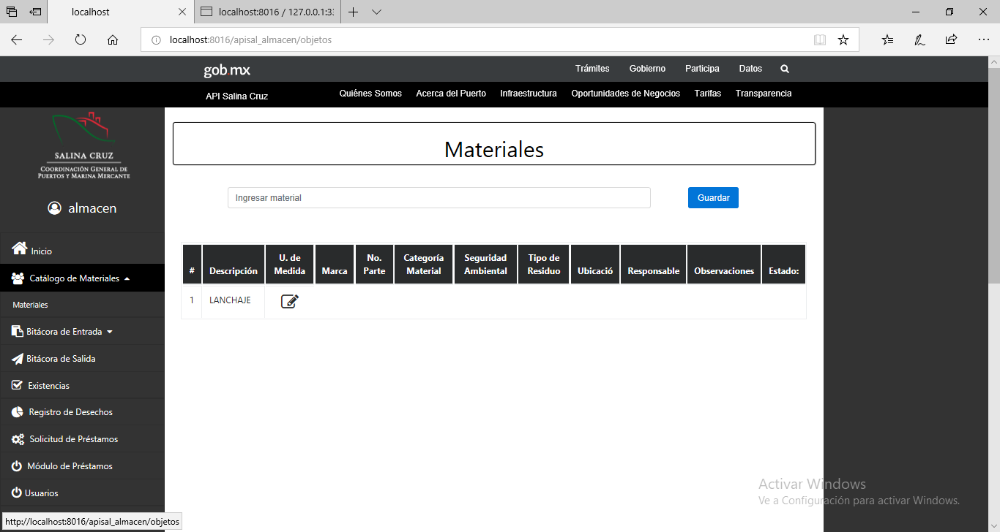 localhost
localhost:8016 / 127.0.0.1:3
localhost:8016/apisal_almacen/objetos
gob.mx
Trámites Gobierno Participa Datos
API Salina Cruz
Quiénes Somos Acerca del Puerto Infraestructura Oportunidades de Negocios Tarifas Transparencia
SALINA CRUZ
COORDINACIÓN GENERAL DE
PUERTOS Y MARINA MERCANTE
almacen
Inicio
Catálogo de Materiales
Materiales
Bitácora de Entrada
Bitácora de Salida
Existencias
Registro de Desechos
Solicitud de Préstamos
Módulo de Préstamos
Usuarios
http://localhost:8016/apisal_almacen/objetos
Materiales
Ingresar material
Guardar
# Descripción U. de Medida Marca No. Parte Categoría Material Seguridad Ambiental Tipo de Residuo Ubicació Responsable Observaciones Estado:
1 LANCHAJE
Activar Windows
Ve a Configuración para activar Windows.